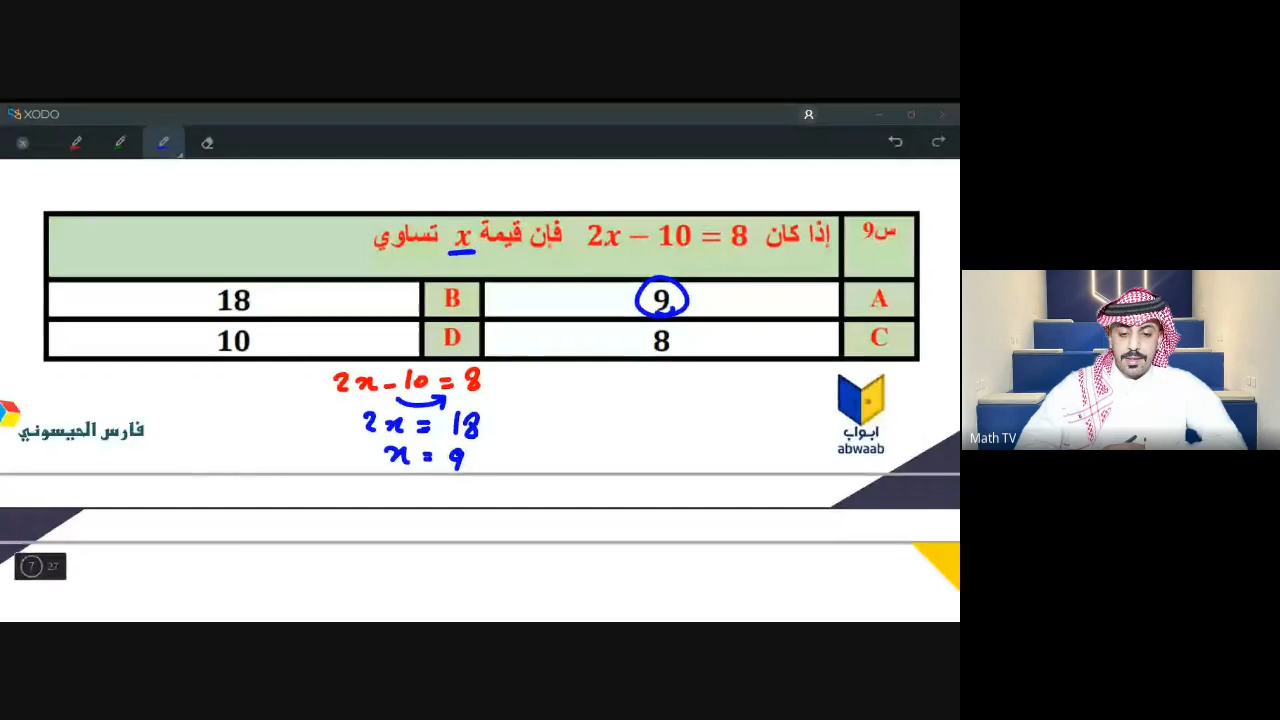 XODO
س9 إذا كان 2x − 10 = 8 فإن قيمة x تساوي
A 9 B 18
C 8 D 10
2x - 10 = 8
2x = 18
x = 9
فارس الحيسوني
ابواب
abwaab
Math TV
7 27